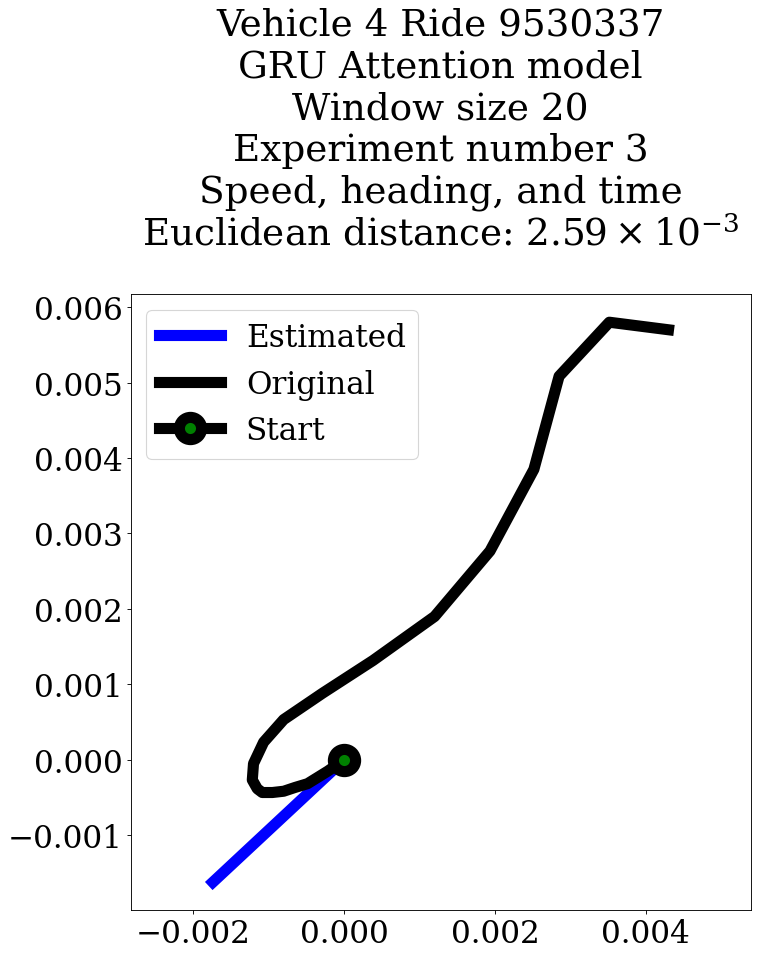 Vehicle 4 Ride 9530337
GRU Attention model
Window size 20
Experiment number 3
Speed, heading, and time
Euclidean distance: 2.59 × 10⁻³
0.006
0.005
0.004
0.003
0.002
0.001
0.000
−0.001
Estimated
Original
Start
−0.002 0.000 0.002 0.004